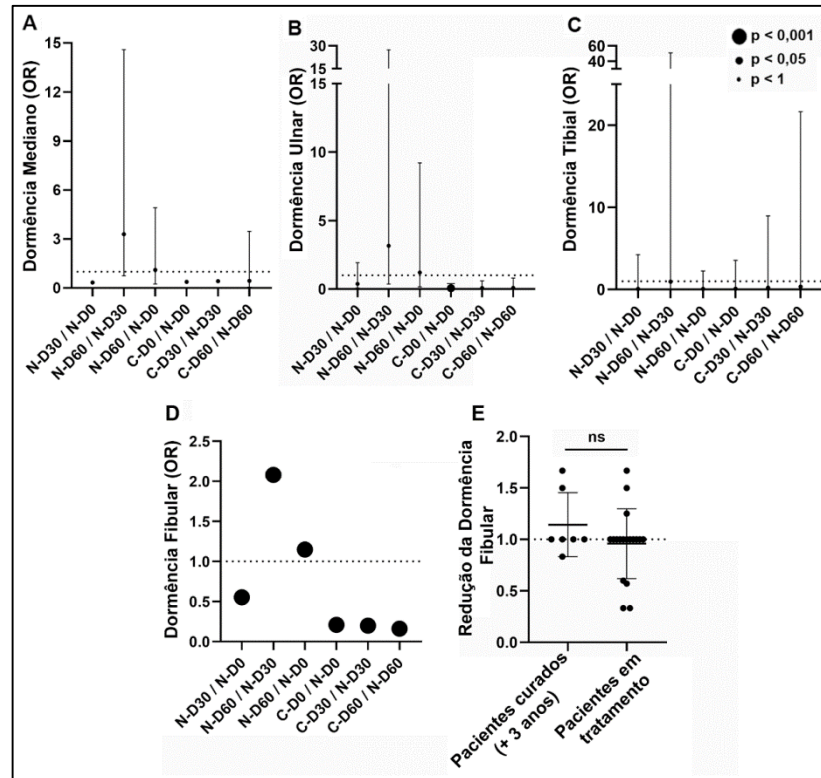 A
Dormência Mediano (OR)
15
12
9
6
3
0
N-D30 / N-D0
N-D60 / N-D30
N-D60 / N-D0
C-D0 / N-D0
C-D30 / N-D30
C-D60 / N-D60
B
Dormência Ulnar (OR)
30
15
15
10
5
0
N-D30 / N-D0
N-D60 / N-D30
N-D60 / N-D0
C-D0 / N-D0
C-D30 / N-D30
C-D60 / N-D60
C
Dormência Tibial (OR)
60
40
20
10
0
N-D30 / N-D0
N-D60 / N-D30
N-D60 / N-D0
C-D0 / N-D0
C-D30 / N-D30
C-D60 / N-D60
p < 0,001
p < 0,05
p < 1
D
Dormência Fibular (OR)
2.5
2.0
1.5
1.0
0.5
0.0
N-D30 / N-D0
N-D60 / N-D30
N-D60 / N-D0
C-D0 / N-D0
C-D30 / N-D30
C-D60 / N-D60
E
Redução da Dormência
Fibular
2.0
1.5
1.0
0.5
0.0
ns
Pacientes curados
(+ 3 anos)
Pacientes em
tratamento